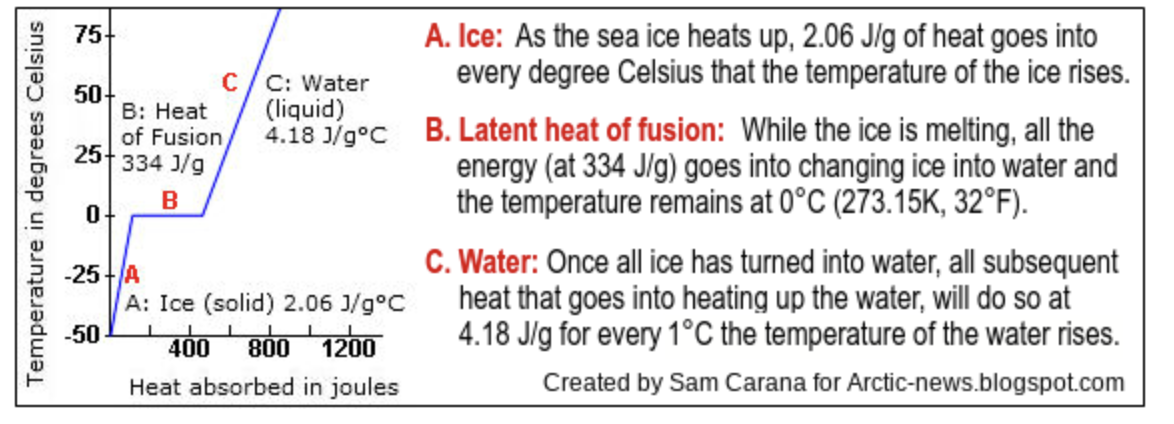 Temperature in degrees Celsius
75
50
25
0
-25
-50
400 800 1200
Heat absorbed in joules
A
B
C
A: Ice (solid) 2.06 J/g°C
B: Heat
of Fusion
334 J/g
C: Water
(liquid)
4.18 J/g°C
A. Ice: As the sea ice heats up, 2.06 J/g of heat goes into
every degree Celsius that the temperature of the ice rises.
B. Latent heat of fusion: While the ice is melting, all the
energy (at 334 J/g) goes into changing ice into water and
the temperature remains at 0°C (273.15K, 32°F).
C. Water: Once all ice has turned into water, all subsequent
heat that goes into heating up the water, will do so at
4.18 J/g for every 1°C the temperature of the water rises.
Created by Sam Carana for Arctic-news.blogspot.com